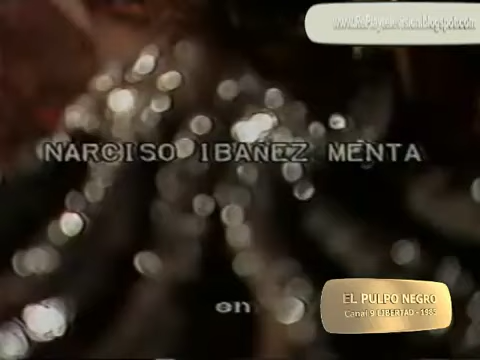 NARCISO IBAÑEZ MENTA
en
EL PULPO NEGRO
Canal 9 LIBERTAD - 1985